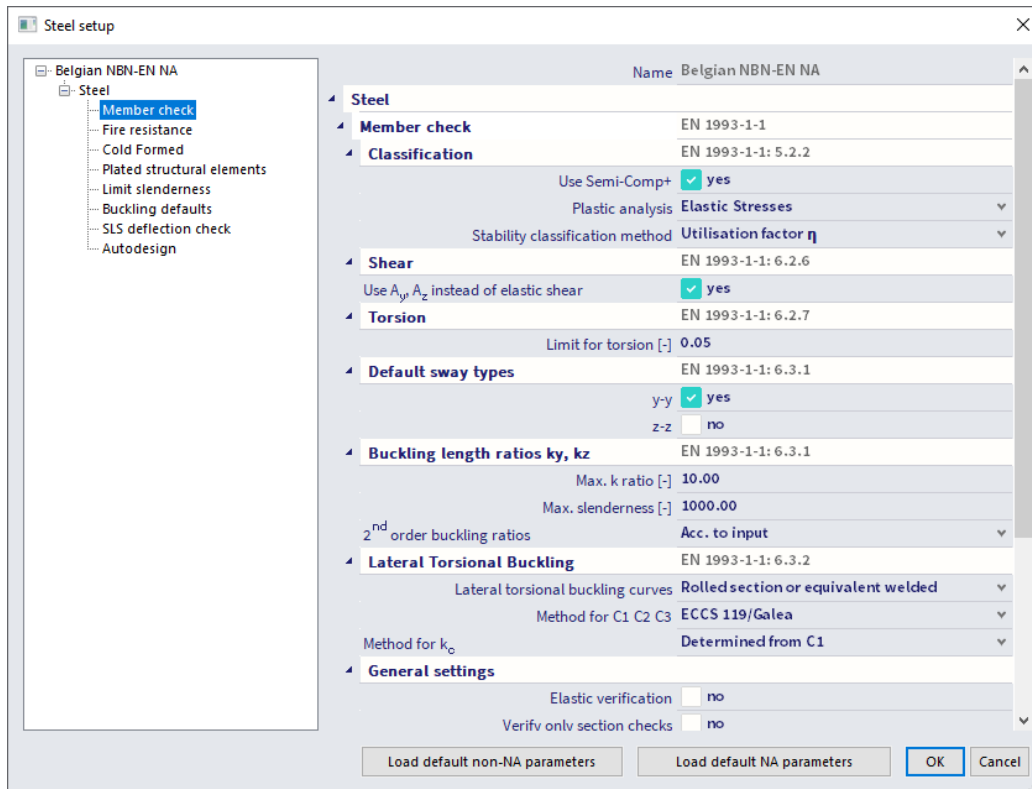 Steel setup
Belgian NBN-EN NA
Steel
Member check
Fire resistance
Cold Formed
Plated structural elements
Limit slenderness
Buckling defaults
SLS deflection check
Autodesign
Name Belgian NBN-EN NA
Steel
Member check EN 1993-1-1
Classification EN 1993-1-1: 5.2.2
Use Semi-Comp+ yes
Plastic analysis Elastic Stresses
Stability classification method Utilisation factor η
Shear EN 1993-1-1: 6.2.6
Use Ay, Az instead of elastic shear yes
Torsion EN 1993-1-1: 6.2.7
Limit for torsion [-] 0.05
Default sway types EN 1993-1-1: 6.3.1
y-y yes
z-z no
Buckling length ratios ky, kz EN 1993-1-1: 6.3.1
Max. k ratio [-] 10.00
Max. slenderness [-] 1000.00
2nd order buckling ratios Acc. to input
Lateral Torsional Buckling EN 1993-1-1: 6.3.2
Lateral torsional buckling curves Rolled section or equivalent welded
Method for C1 C2 C3 ECCS 119/Galea
Method for kc Determined from C1
General settings
Elastic verification no
Verify only section checks no
Load default non-NA parameters Load default NA parameters OK Cancel